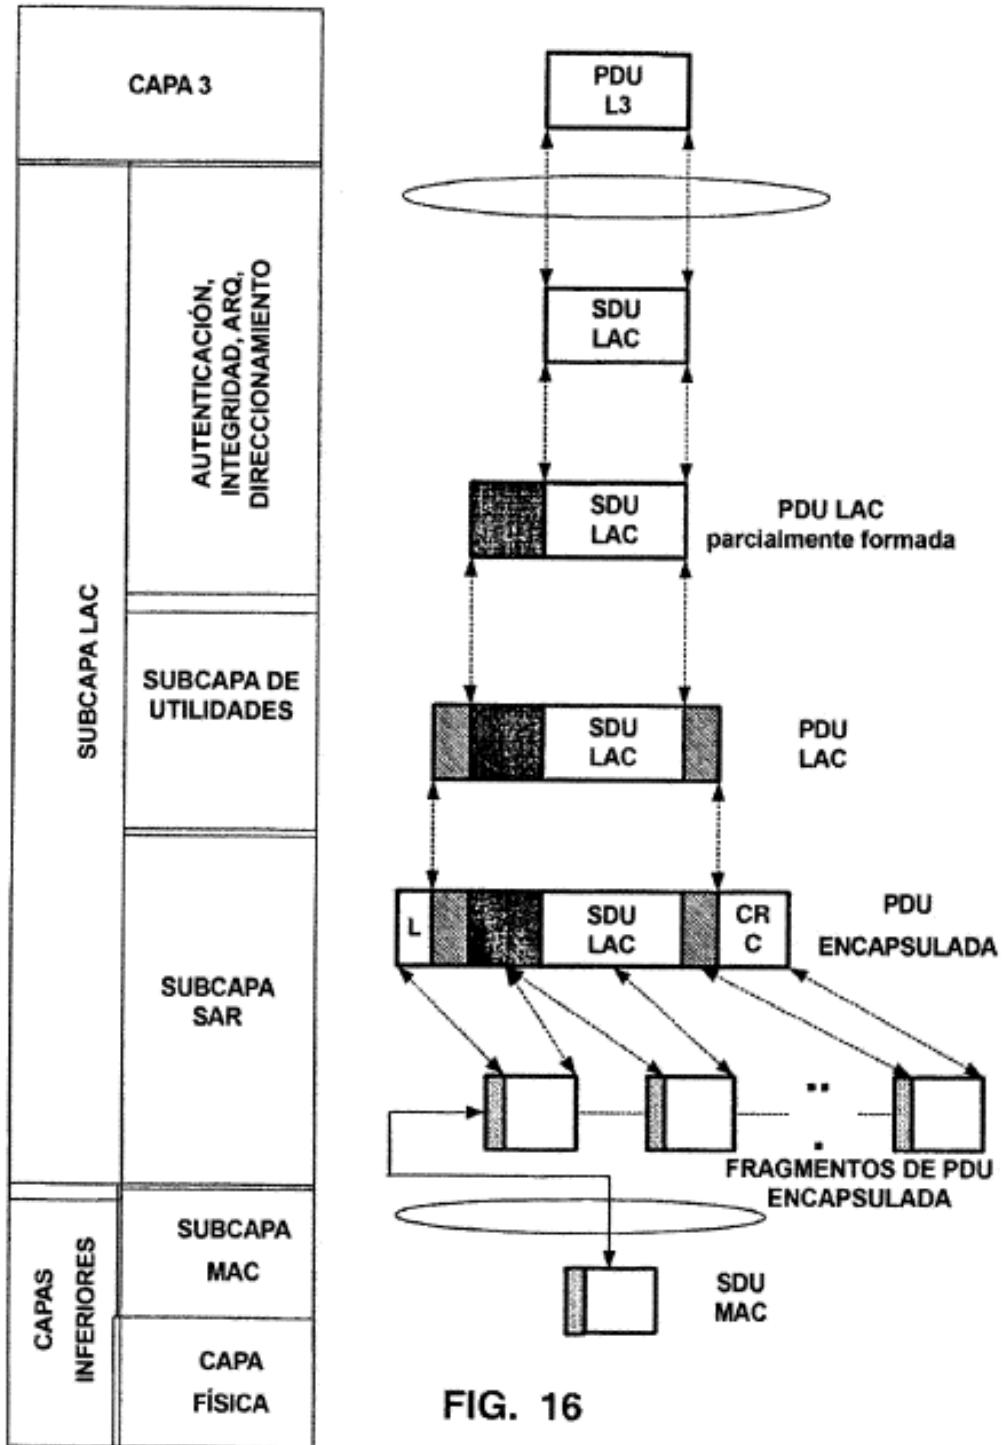 CAPA 3
PDU
L3
SUBCAPA LAC
AUTENTICACIÓN,
INTEGRIDAD, ARQ,
DIRECCIONAMIENTO
SDU
LAC
SDU
LAC
PDU LAC
parcialmente formada
SUBCAPA DE
UTILIDADES
SDU
LAC
PDU
LAC
SUBCAPA
SAR
L
SDU
LAC
CR
C
PDU
ENCAPSULADA
FRAGMENTOS DE PDU
ENCAPSULADA
CAPAS
INFERIORES
SUBCAPA
MAC
SDU
MAC
CAPA
FÍSICA
FIG. 16